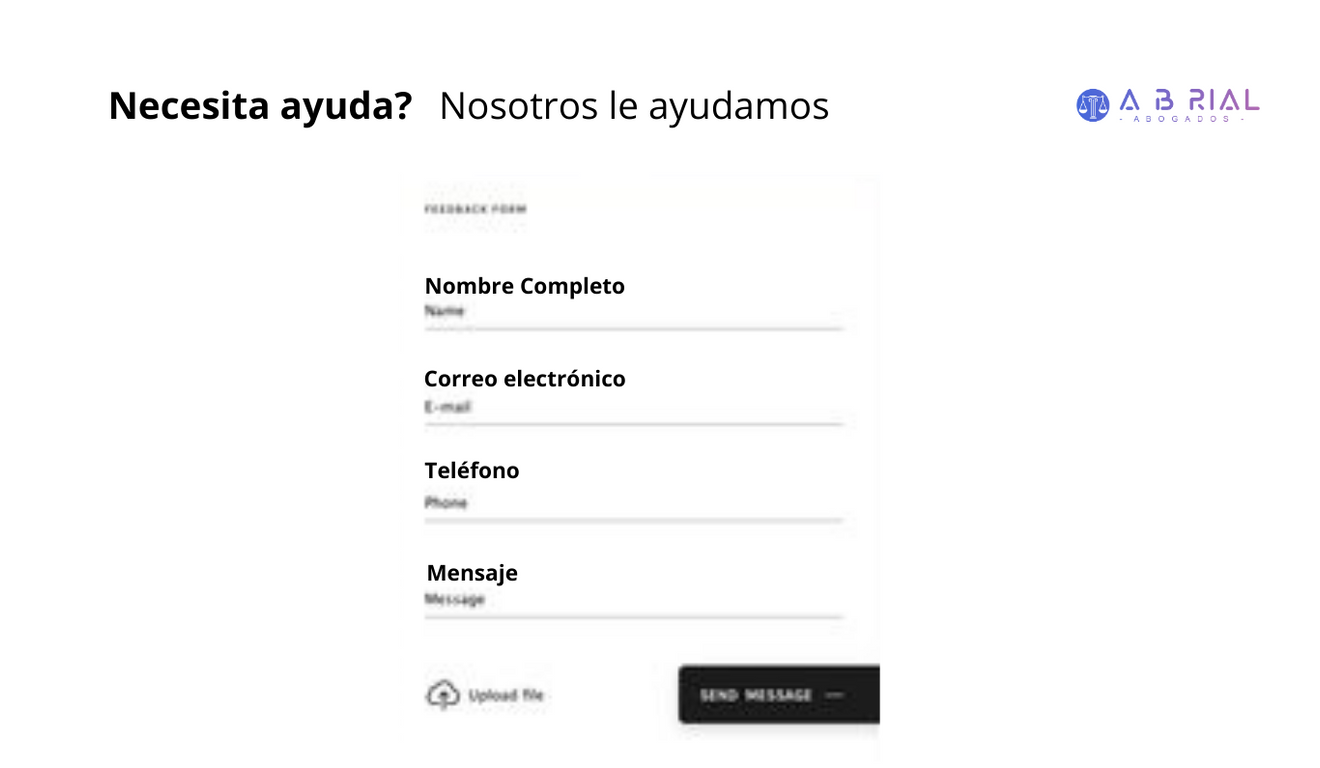 Necesita ayuda? Nosotros le ayudamos
A B RIAL
- ABOGADOS -
FEEDBACK FORM
Nombre Completo
Name
Correo electrónico
E-mail
Teléfono
Phone
Mensaje
Message
Upload file
SEND MESSAGE —